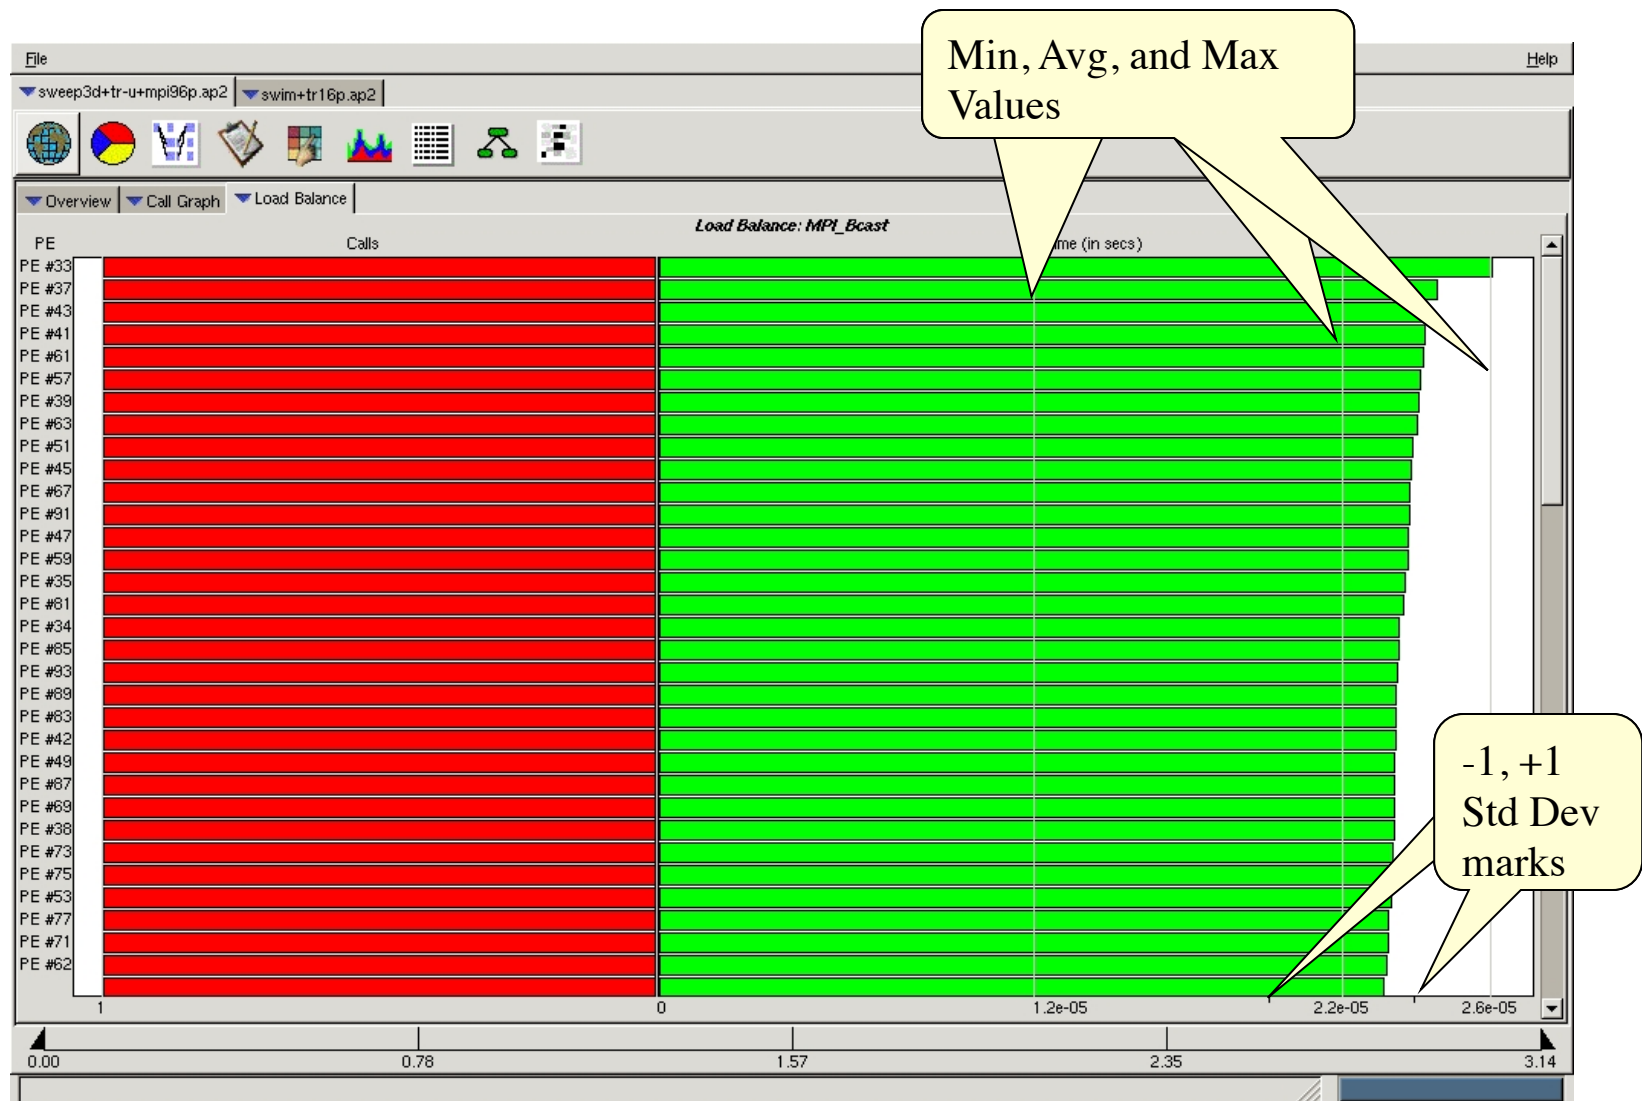 Min, Avg, and Max
Values
File
Help
sweep3d+tr-u+mpi96p.ap2
swim+tr16p.ap2
Overview
Call Graph
Load Balance
Load Balance: MPI_Bcast
PE
Calls
(in secs)
PE #33
PE #37
PE #43
PE #41
PE #61
PE #57
PE #39
PE #63
PE #51
PE #45
PE #67
PE #91
PE #47
PE #59
PE #35
PE #81
PE #34
PE #85
PE #93
PE #89
PE #83
PE #42
PE #49
PE #87
PE #69
PE #38
PE #73
PE #75
PE #53
PE #77
PE #71
PE #62
-1, +1
Std Dev
marks
1
0
1.2e-05
2.2e-05
2.6e-05
0.00
0.78
1.57
2.35
3.14